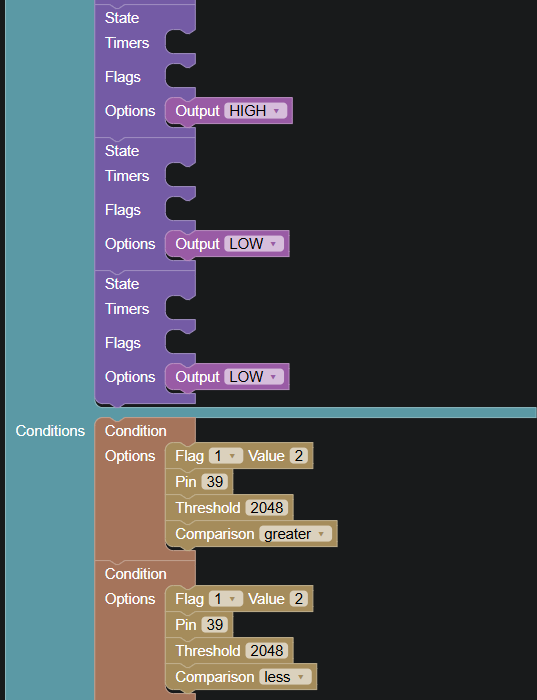 State
Timers
Flags
Options Output HIGH
State
Timers
Flags
Options Output LOW
State
Timers
Flags
Options Output LOW
Conditions Condition
Options Flag 1 Value 2
Pin 39
Threshold 2048
Comparison greater
Condition
Options Flag 1 Value 2
Pin 39
Threshold 2048
Comparison less